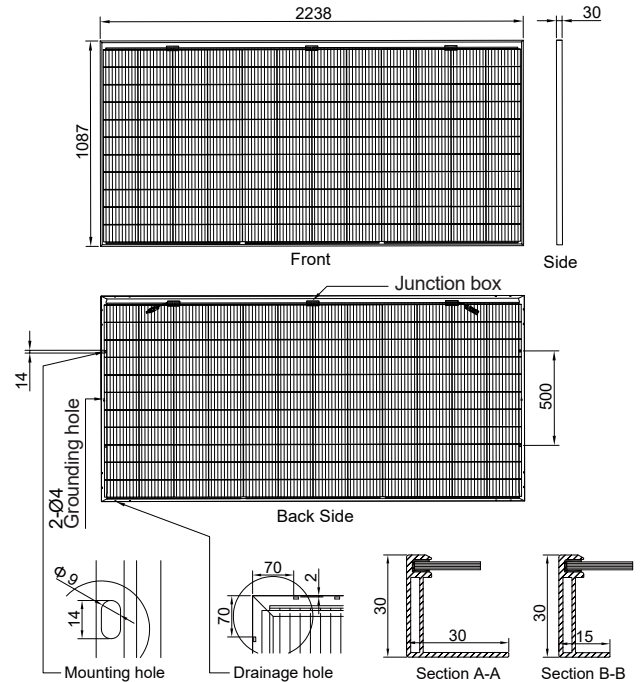 2238
30
1087
Front
Side
Junction box
14
500
2-Ø4
Grounding hole
Back Side
Φ9
14
Mounting hole
70
2
70
Drainage hole
30
30
Section A-A
30
15
Section B-B